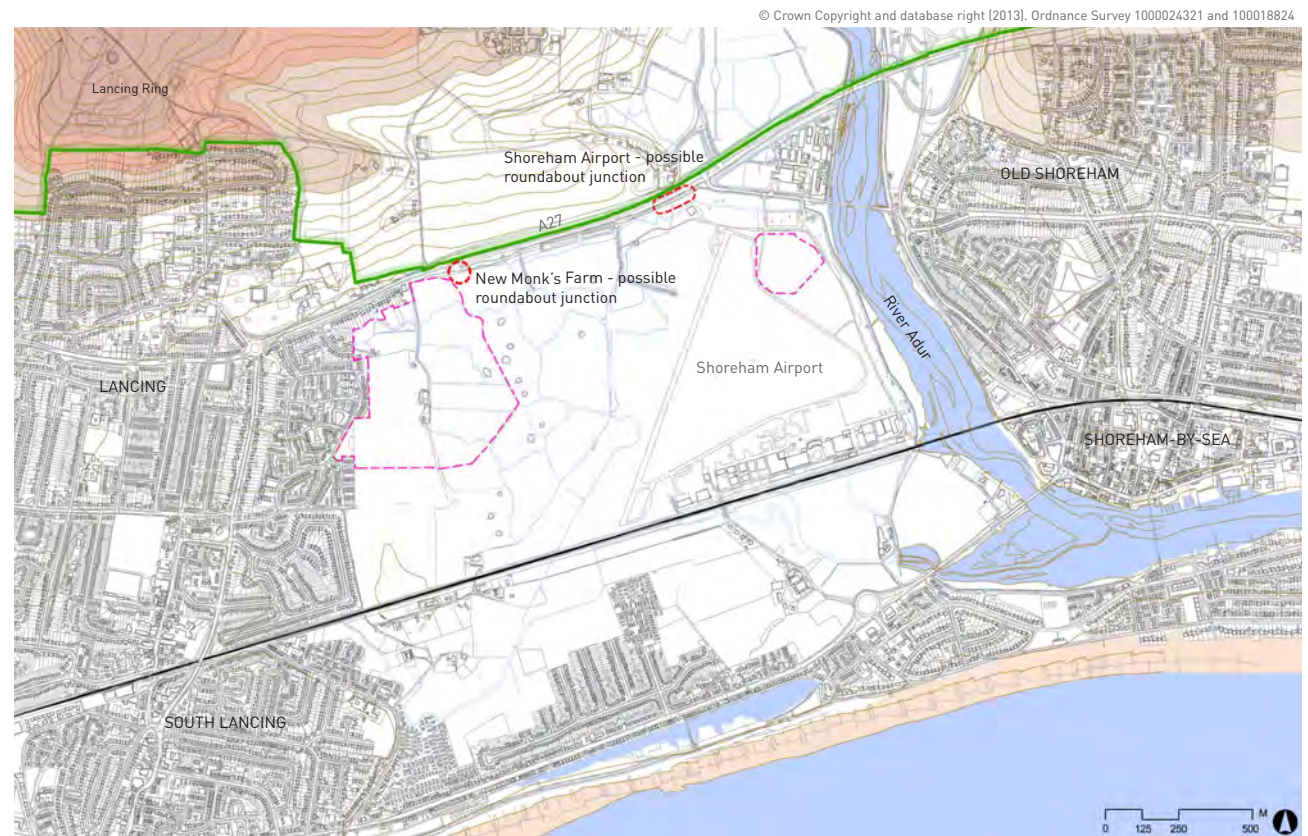 © Crown Copyright and database right (2013). Ordnance Survey 1000024321 and 100018824
Lancing Ring
Shoreham Airport - possible
roundabout junction
OLD SHOREHAM
A27
New Monk's Farm - possible
roundabout junction
River Adur
Shoreham Airport
LANCING
SHOREHAM-BY-SEA
SOUTH LANCING
M
0 125 250 500